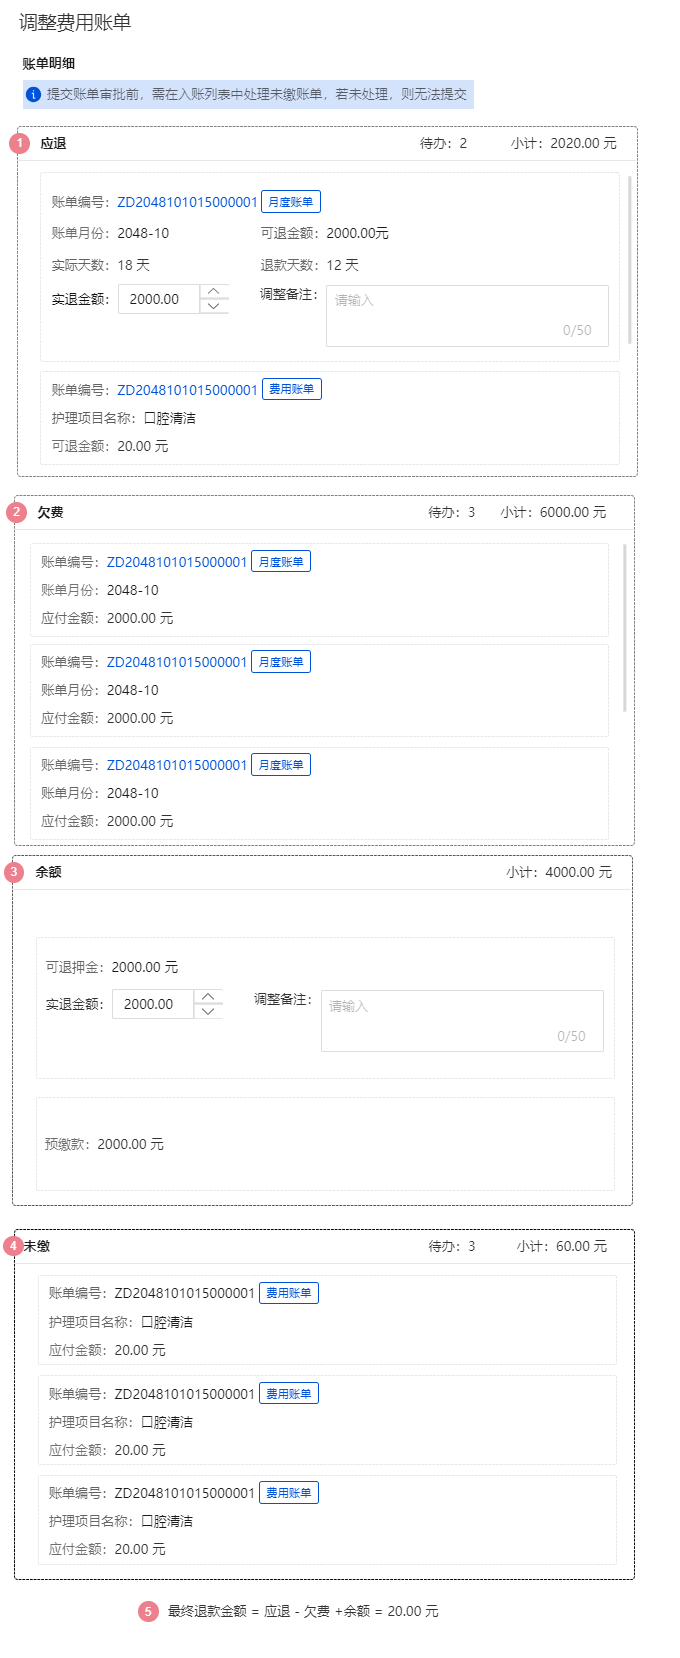 调整费用账单
账单明细
提交账单审批前，需在入账列表中处理未缴账单，若未处理，则无法提交
1 应退 待办：2 小计：2020.00 元
账单编号：ZD2048101015000001 月度账单
账单月份：2048-10 可退金额：2000.00元
实际天数：18 天 退款天数：12 天
实退金额：2000.00 调整备注：请输入
0/50
账单编号：ZD2048101015000001 费用账单
护理项目名称：口腔清洁
可退金额：20.00 元
2 欠费 待办：3 小计：6000.00 元
账单编号：ZD2048101015000001 月度账单
账单月份：2048-10
应付金额：2000.00 元
账单编号：ZD2048101015000001 月度账单
账单月份：2048-10
应付金额：2000.00 元
账单编号：ZD2048101015000001 月度账单
账单月份：2048-10
应付金额：2000.00 元
3 余额 小计：4000.00 元
可退押金：2000.00 元
实退金额：2000.00 调整备注：请输入
0/50
预缴款：2000.00 元
4 未缴 待办：3 小计：60.00 元
账单编号：ZD2048101015000001 费用账单
护理项目名称：口腔清洁
应付金额：20.00 元
账单编号：ZD2048101015000001 费用账单
护理项目名称：口腔清洁
应付金额：20.00 元
账单编号：ZD2048101015000001 费用账单
护理项目名称：口腔清洁
应付金额：20.00 元
5 最终退款金额 = 应退 - 欠费 +余额 = 20.00 元